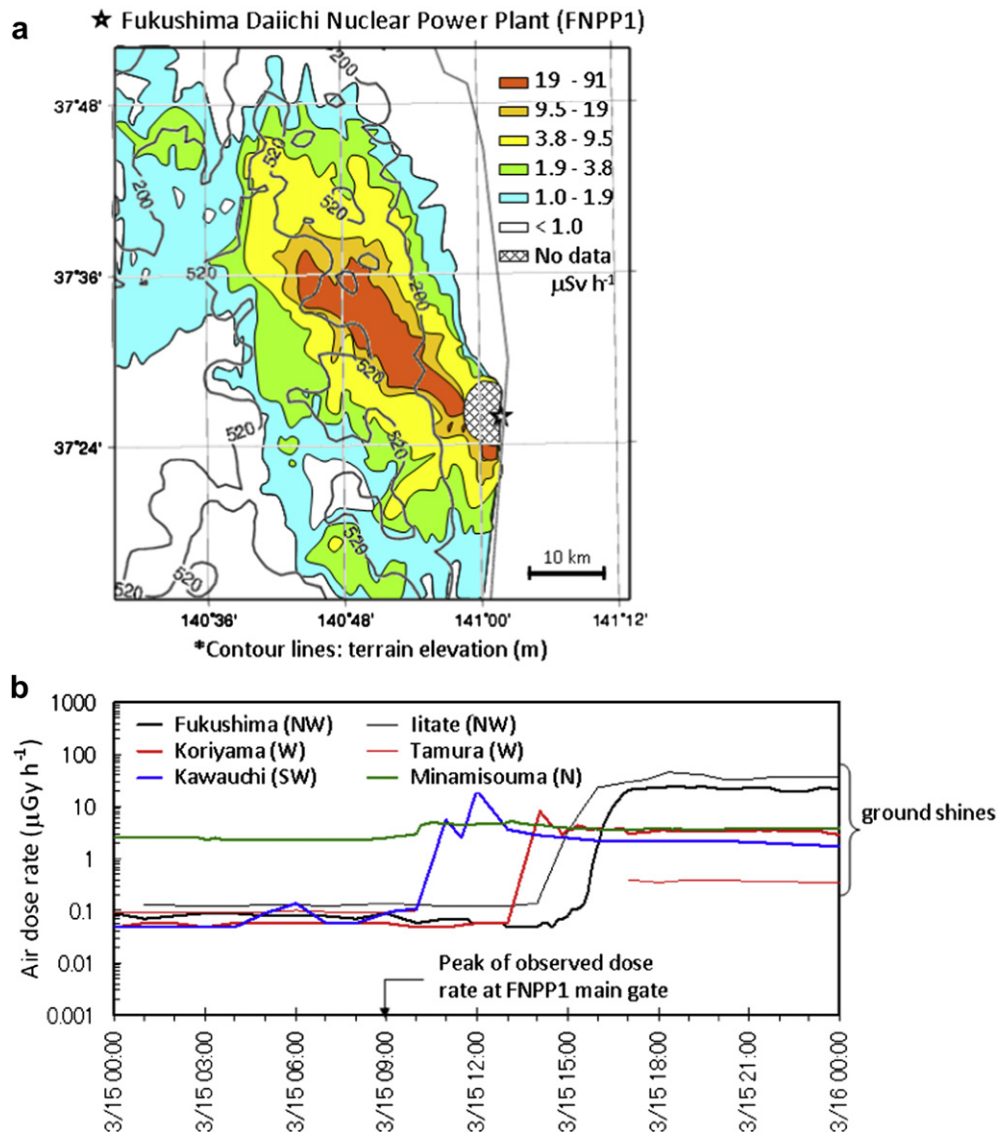 a
☆ Fukushima Daiichi Nuclear Power Plant (FNPP1)
37°48'
37°36'
37°24'
200
520
200
520
520
200
520
520
520
520
520
520
19 - 91
9.5 - 19
3.8 - 9.5
1.9 - 3.8
1.0 - 1.9
< 1.0
No data
μSv h-1
10 km
140°36'
140°48'
141°00'
141°12'
*Contour lines: terrain elevation (m)
b
Air dose rate (μGy h-1)
1000
100
10
1
0.1
0.01
0.001
Fukushima (NW)
Koriyama (W)
Kawauchi (SW)
Iitate (NW)
Tamura (W)
Minamisouma (N)
ground shines
Peak of observed dose
rate at FNPP1 main gate
3/15 00:00
3/15 03:00
3/15 06:00
3/15 09:00
3/15 12:00
3/15 15:00
3/15 18:00
3/15 21:00
3/16 00:00